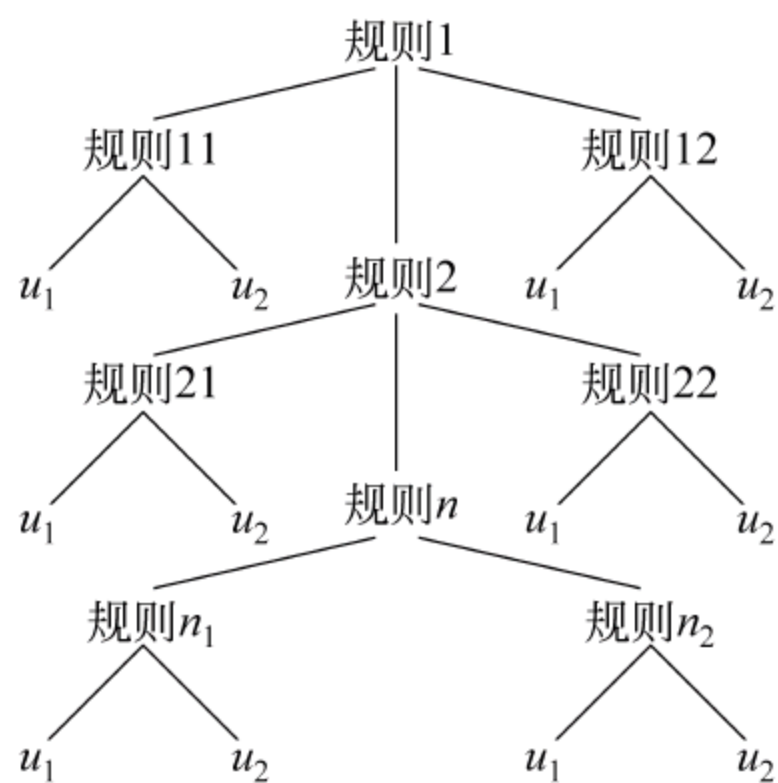 规则1
规则11 规则12
u₁ u₂ 规则2 u₁ u₂
规则21 规则22
u₁ u₂ 规则n u₁ u₂
规则n₁ 规则n₂
u₁ u₂ u₁ u₂